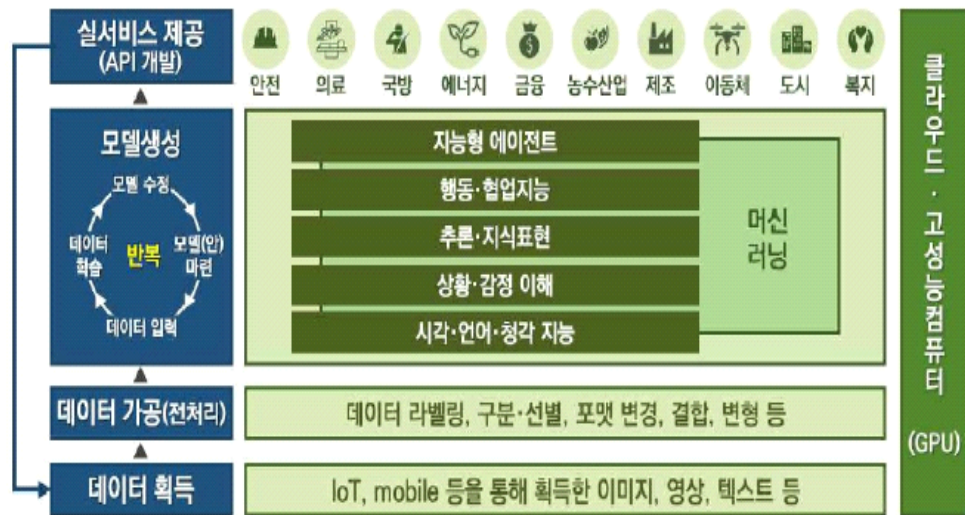 실서비스 제공
(API 개발)
안전 의료 국방 에너지 금융 농수산업 제조 이동체 도시 복지
모델생성
모델 수정
모델(안)
마련
데이터 입력
데이터
학습
반복
지능형 에이전트
행동·협업지능
추론·지식표현
상황·감정 이해
시각·언어·청각 지능
머신
러닝
데이터 가공(전처리)
데이터 라벨링, 구분·선별, 포맷 변경, 결합, 변형 등
데이터 획득
IoT, mobile 등을 통해 획득한 이미지, 영상, 텍스트 등
클라우드·고성능컴퓨터
(GPU)